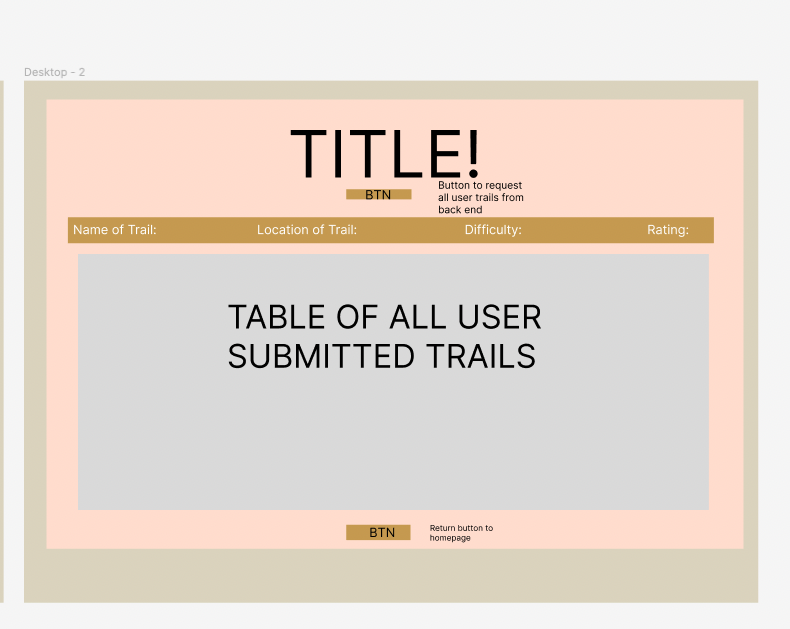 Desktop - 2
TITLE!
BTN
Button to request
all user trails from
back end
Name of Trail: Location of Trail: Difficulty: Rating:
TABLE OF ALL USER
SUBMITTED TRAILS
BTN
Return button to
homepage